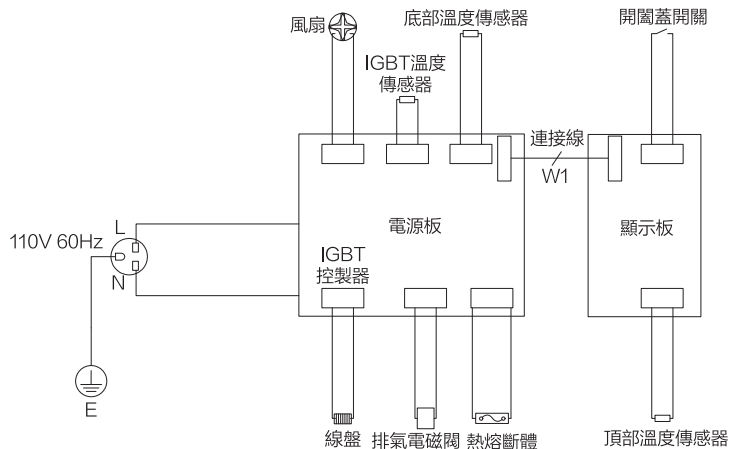 風扇
底部溫度傳感器
開闔蓋開關
IGBT溫度
傳感器
連接線
W1
L
110V 60Hz
N
E
電源板
顯示板
IGBT
控製器
線盤
排氣電磁閥
熱熔斷體
頂部溫度傳感器